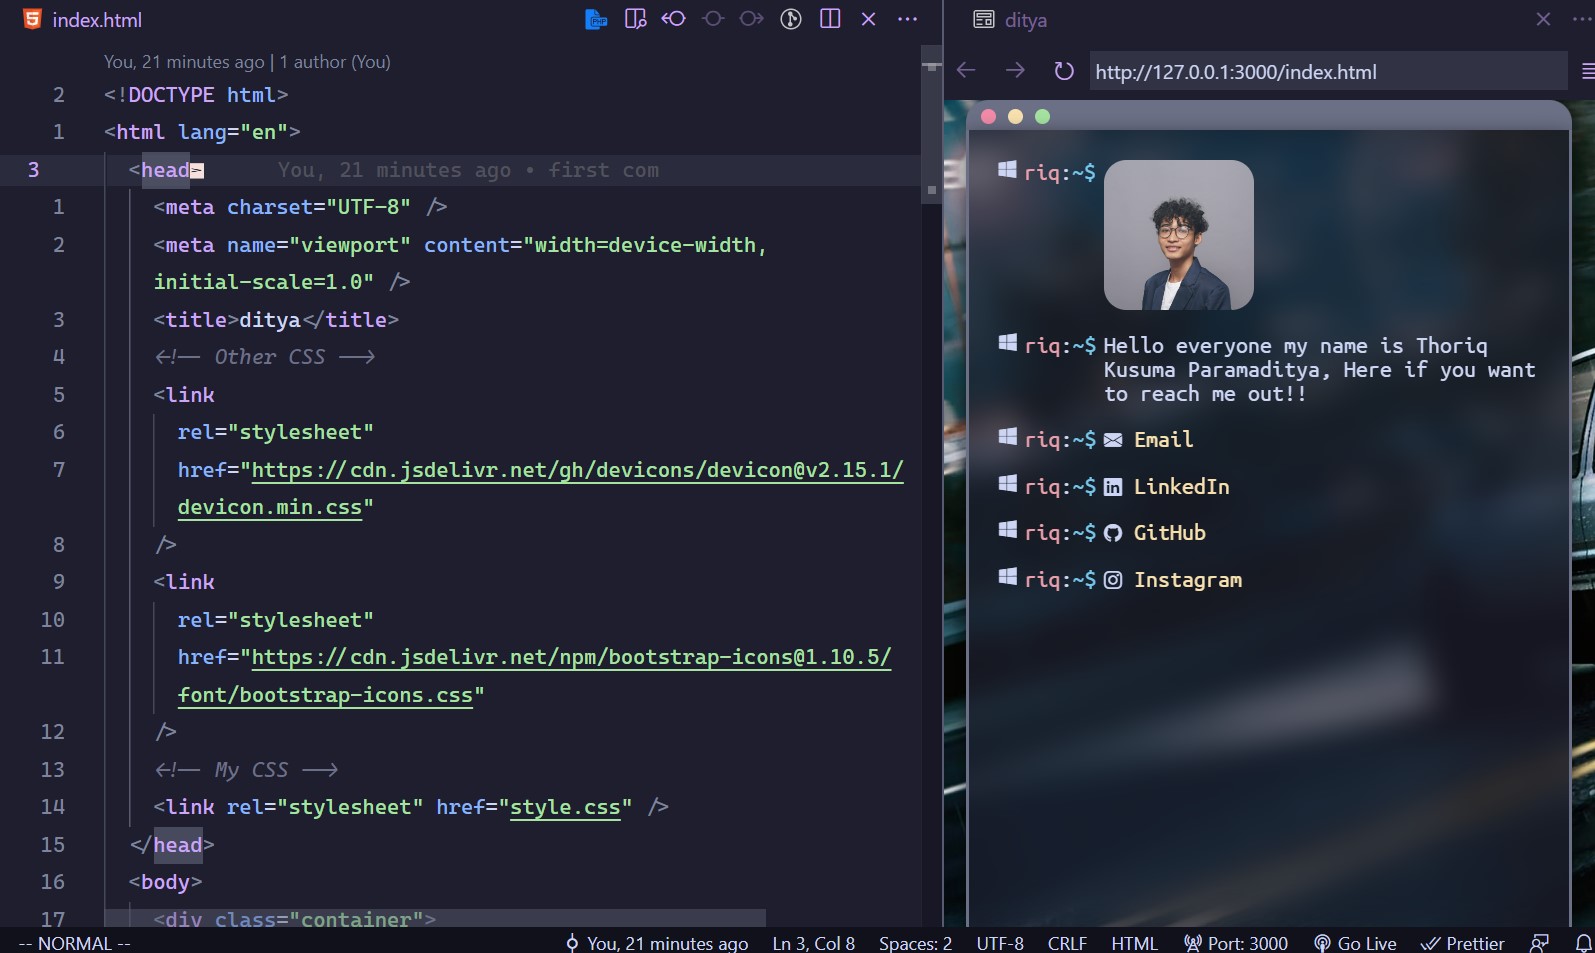 index.html
You, 21 minutes ago | 1 author (You)
2 <!DOCTYPE html>
1 <html lang="en">
3 <head> You, 21 minutes ago • first com
1 <meta charset="UTF-8" />
2 <meta name="viewport" content="width=device-width,
initial-scale=1.0" />
3 <title>ditya</title>
4 <!-- Other CSS -->
5 <link
6 rel="stylesheet"
7 href="https://cdn.jsdelivr.net/gh/devicons/devicon@v2.15.1/
devicon.min.css"
8 />
9 <link
10 rel="stylesheet"
11 href="https://cdn.jsdelivr.net/npm/bootstrap-icons@1.10.5/
font/bootstrap-icons.css"
12 />
13 <!-- My CSS -->
14 <link rel="stylesheet" href="style.css" />
15 </head>
16 <body>
17 <div class="container">
ditya
http://127.0.0.1:3000/index.html
riq:~$
riq:~$ Hello everyone my name is Thoriq
Kusuma Paramaditya, Here if you want
to reach me out!!
riq:~$ Email
riq:~$ LinkedIn
riq:~$ GitHub
riq:~$ Instagram
-- NORMAL -- You, 21 minutes ago Ln 3, Col 8 Spaces: 2 UTF-8 CRLF HTML Port: 3000 Go Live Prettier